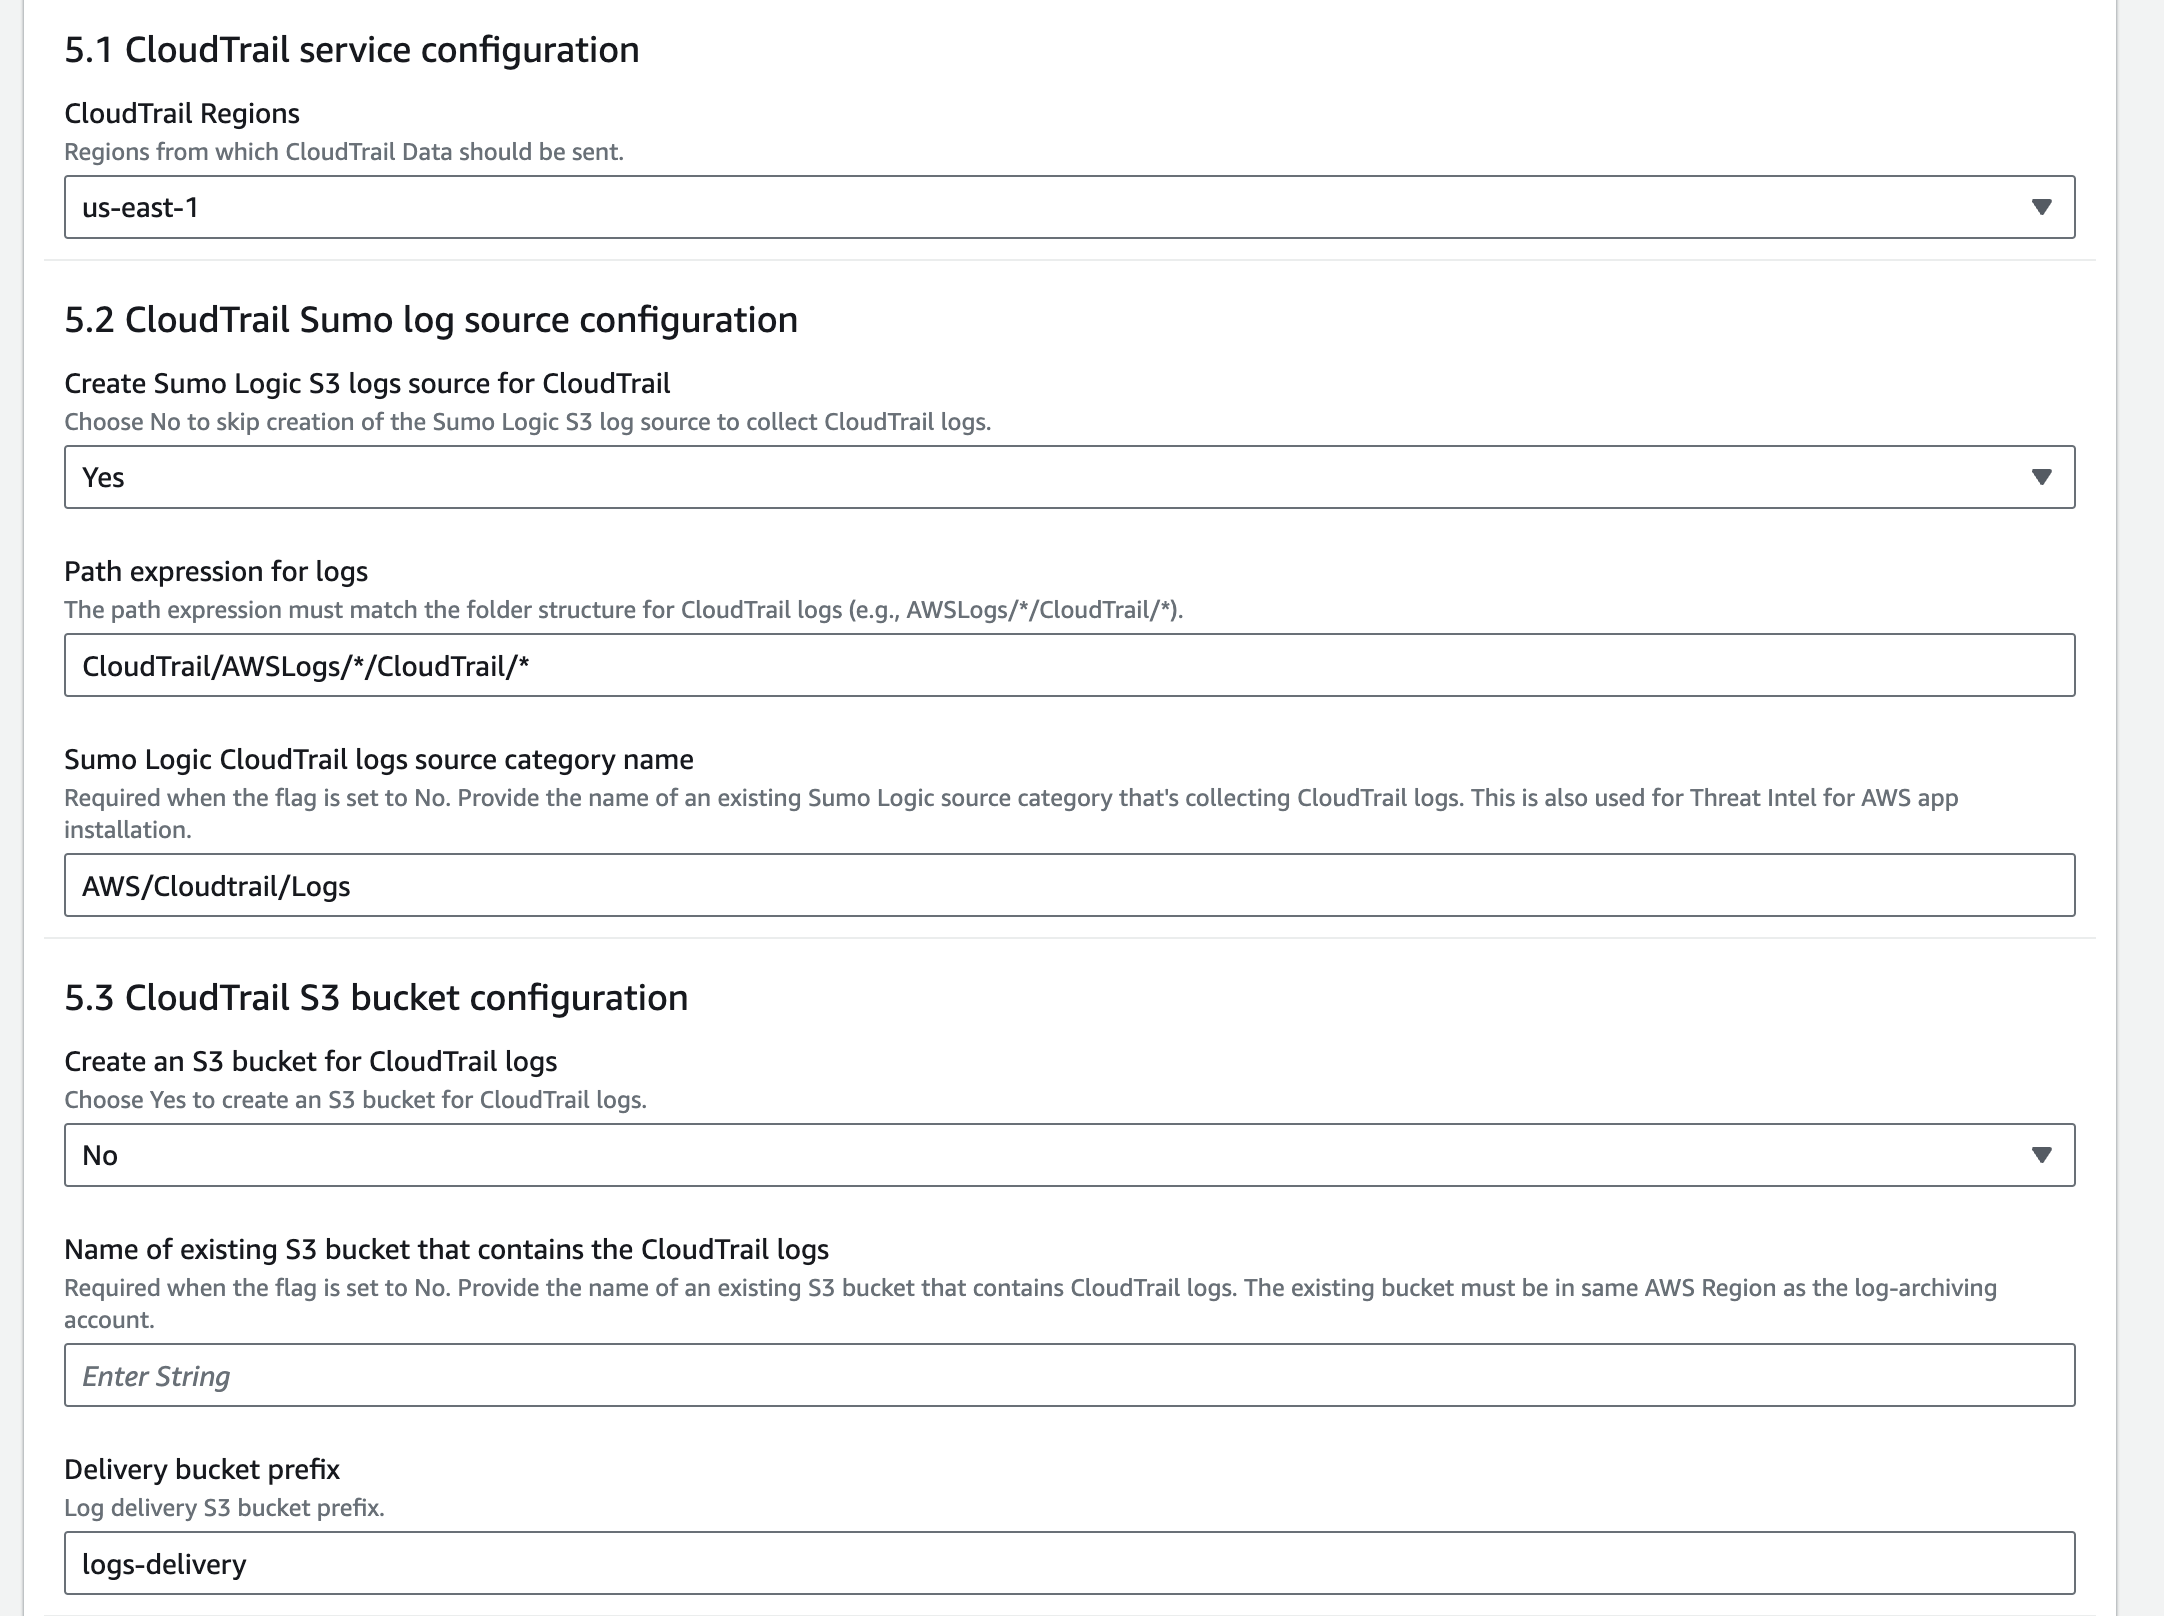 5.1 CloudTrail service configuration
CloudTrail Regions
Regions from which CloudTrail Data should be sent.
us-east-1
5.2 CloudTrail Sumo log source configuration
Create Sumo Logic S3 logs source for CloudTrail
Choose No to skip creation of the Sumo Logic S3 log source to collect CloudTrail logs.
Yes
Path expression for logs
The path expression must match the folder structure for CloudTrail logs (e.g., AWSLogs/*/CloudTrail/*).
CloudTrail/AWSLogs/*/CloudTrail/*
Sumo Logic CloudTrail logs source category name
Required when the flag is set to No. Provide the name of an existing Sumo Logic source category that's collecting CloudTrail logs. This is also used for Threat Intel for AWS app
installation.
AWS/Cloudtrail/Logs
5.3 CloudTrail S3 bucket configuration
Create an S3 bucket for CloudTrail logs
Choose Yes to create an S3 bucket for CloudTrail logs.
No
Name of existing S3 bucket that contains the CloudTrail logs
Required when the flag is set to No. Provide the name of an existing S3 bucket that contains CloudTrail logs. The existing bucket must be in same AWS Region as the log-archiving
account.
Enter String
Delivery bucket prefix
Log delivery S3 bucket prefix.
logs-delivery